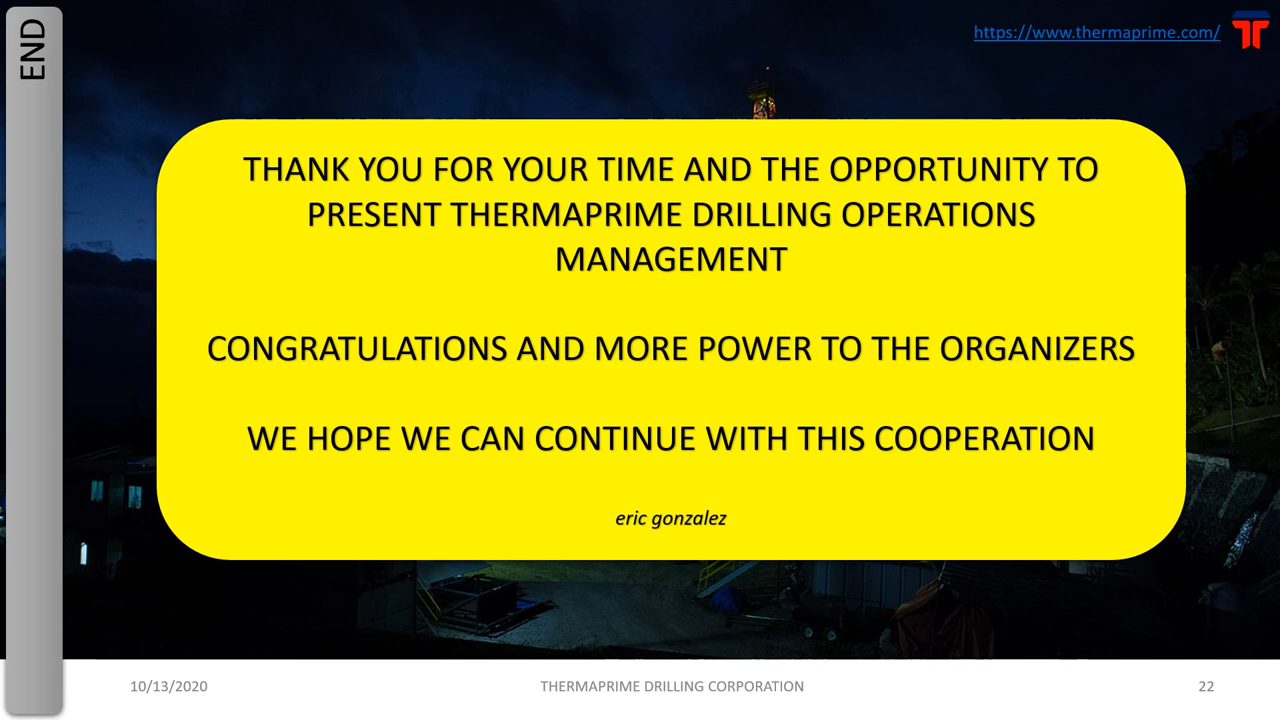 END
https://www.thermaprime.com/
THANK YOU FOR YOUR TIME AND THE OPPORTUNITY TO
PRESENT THERMAPRIME DRILLING OPERATIONS
MANAGEMENT
CONGRATULATIONS AND MORE POWER TO THE ORGANIZERS
WE HOPE WE CAN CONTINUE WITH THIS COOPERATION
eric gonzalez
10/13/2020
THERMAPRIME DRILLING CORPORATION
22